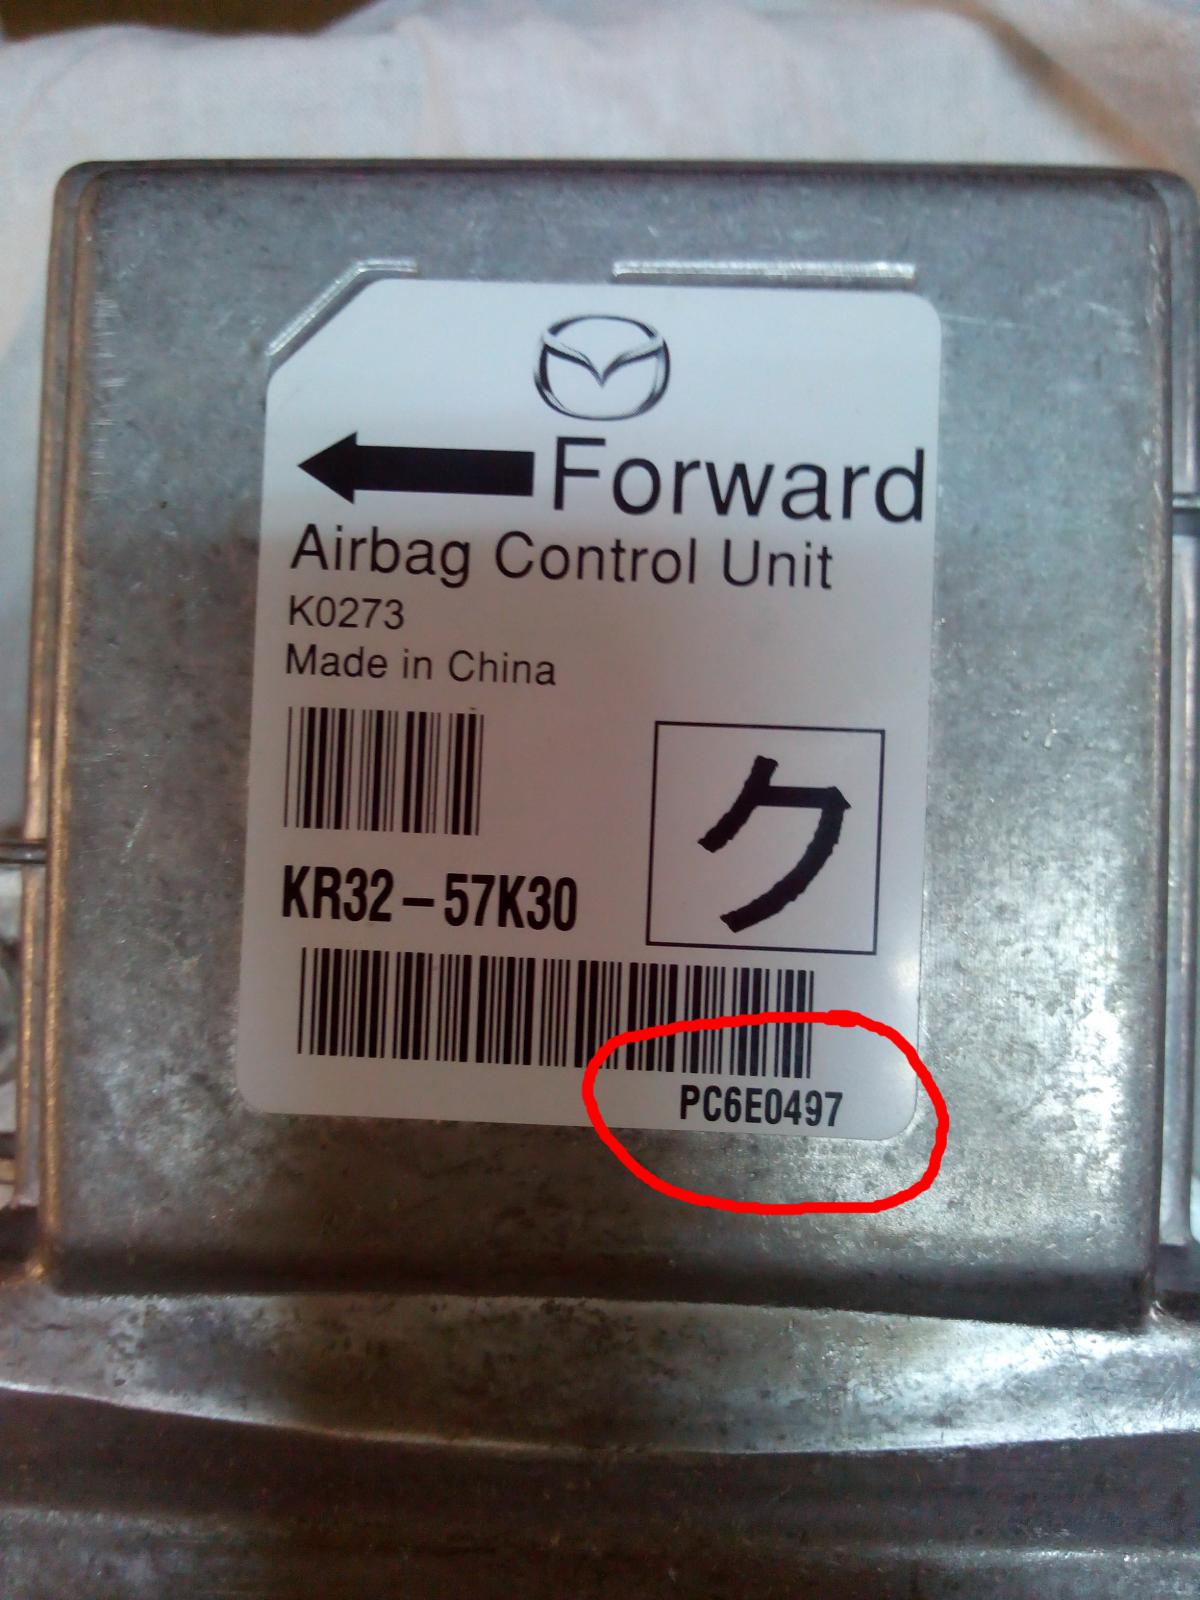 Forward
Airbag Control Unit
K0273
Made in China
ク
KR32-57K30
PC6E0497